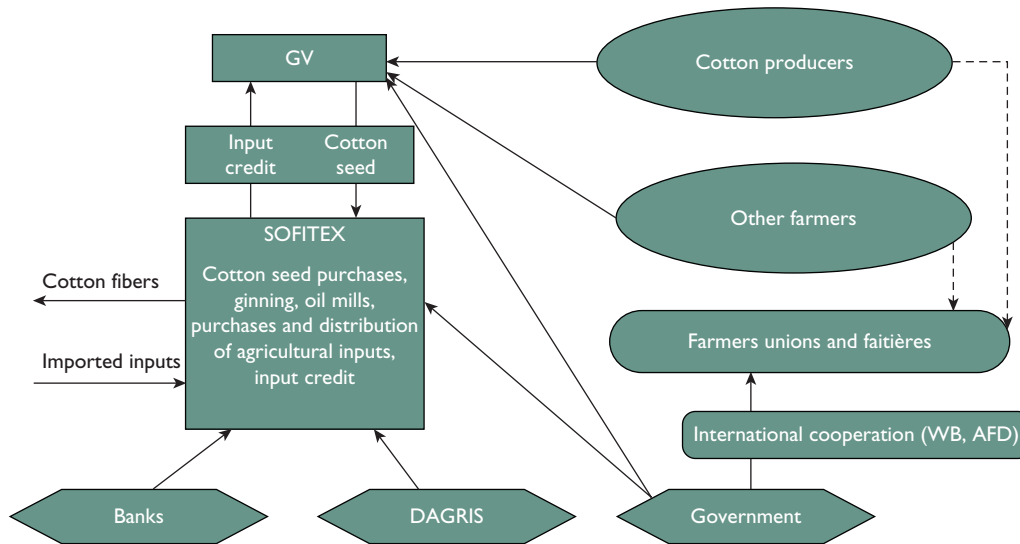 GV
Cotton producers
Input
credit
Cotton
seed
Other farmers
SOFITEX
Cotton seed purchases,
ginning, oil mills,
purchases and distribution
of agricultural inputs,
input credit
Cotton fibers
Imported inputs
Farmers unions and faitières
International cooperation (WB, AFD)
Banks
DAGRIS
Government